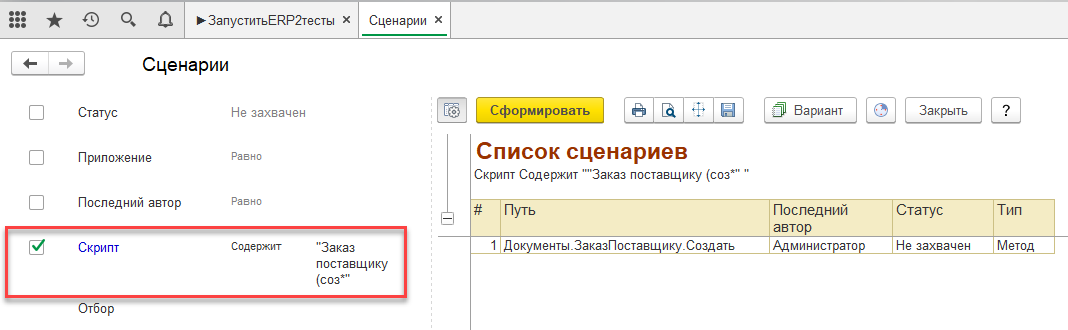 ►ЗапуститьERP2тесты ×
Сценарии ×
Сценарии
Статус Не захвачен
Приложение Равно
Последний автор Равно
Скрипт Содержит "Заказ
поставщику
(соз*"
Отбор
Сформировать
Вариант
Закрыть
?
Список сценариев
Скрипт Содержит ""Заказ поставщику (соз*" "
# Путь Последний автор Статус Тип
1 Документы.ЗаказПоставщику.Создать Администратор Не захвачен Метод